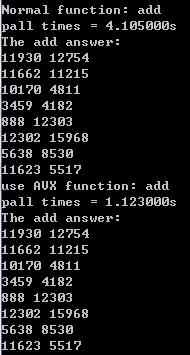 Normal function: add
pall times = 4.105000s
The add answer:
11930 12754
11662 11215
10170 4811
3459 4182
888 12303
12302 15968
5638 8530
11623 5517
use AVX function: add
pall times = 1.123000s
The add answer:
11930 12754
11662 11215
10170 4811
3459 4182
888 12303
12302 15968
5638 8530
11623 5517